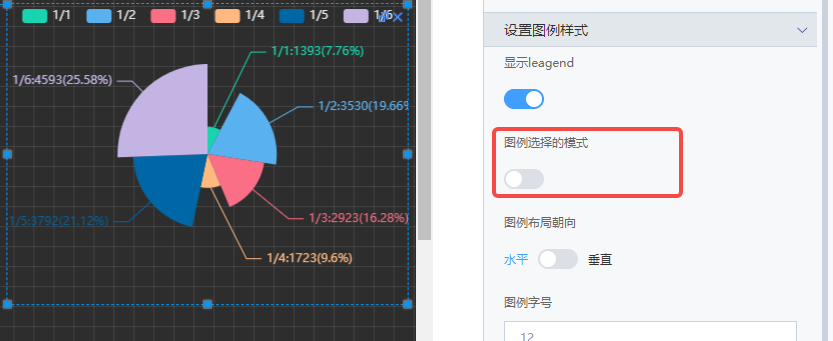 1/1 1/2 1/3 1/4 1/5 1/6
1/1:1393(7.76%)
1/6:4593(25.58%)
1/2:3530(19.66%
1/5:3792(21.12%)
1/3:2923(16.28%)
1/4:1723(9.6%)
设置图例样式
显示leagend
图例选择的模式
图例布局朝向
水平 垂直
图例字号
12